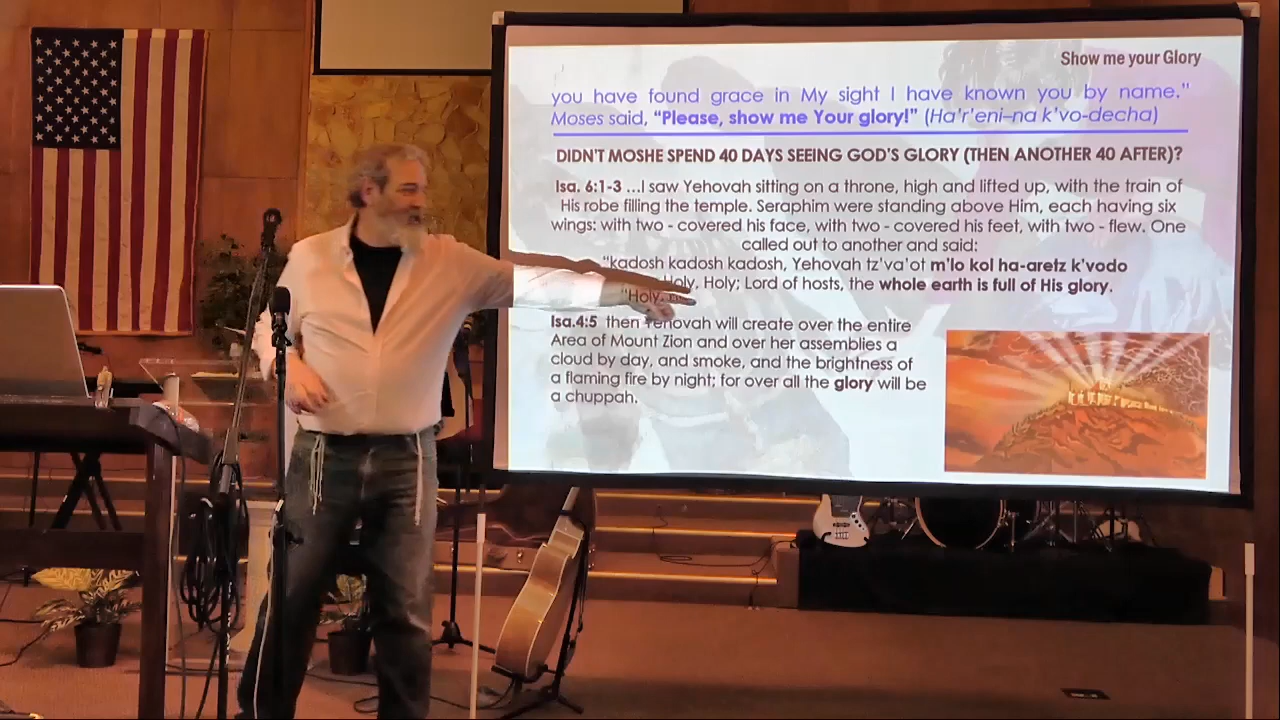 Show me your Glory
you have found grace in My sight I have known you by name."
Moses said, "Please, show me Your glory!" (Ha'r'eni–na k'vo-decha)
DIDN'T MOSHE SPEND 40 DAYS SEEING GOD'S GLORY (THEN ANOTHER 40 AFTER)?
Isa. 6:1-3 ...I saw Yehovah sitting on a throne, high and lifted up, with the train of
His robe filling the temple. Seraphim were standing above Him, each having six
wings: with two - covered his face, with two - covered his feet, with two - flew. One
called out to another and said:
"kadosh kadosh kadosh, Yehovah tz'va'ot m'lo kol ha-aretz k'vodo
"Holy, Holy, Holy; Lord of hosts, the whole earth is full of His glory.
Isa.4:5 then Yehovah will create over the entire
Area of Mount Zion and over her assemblies a
cloud by day, and smoke, and the brightness of
a flaming fire by night; for over all the glory will be
a chuppah.